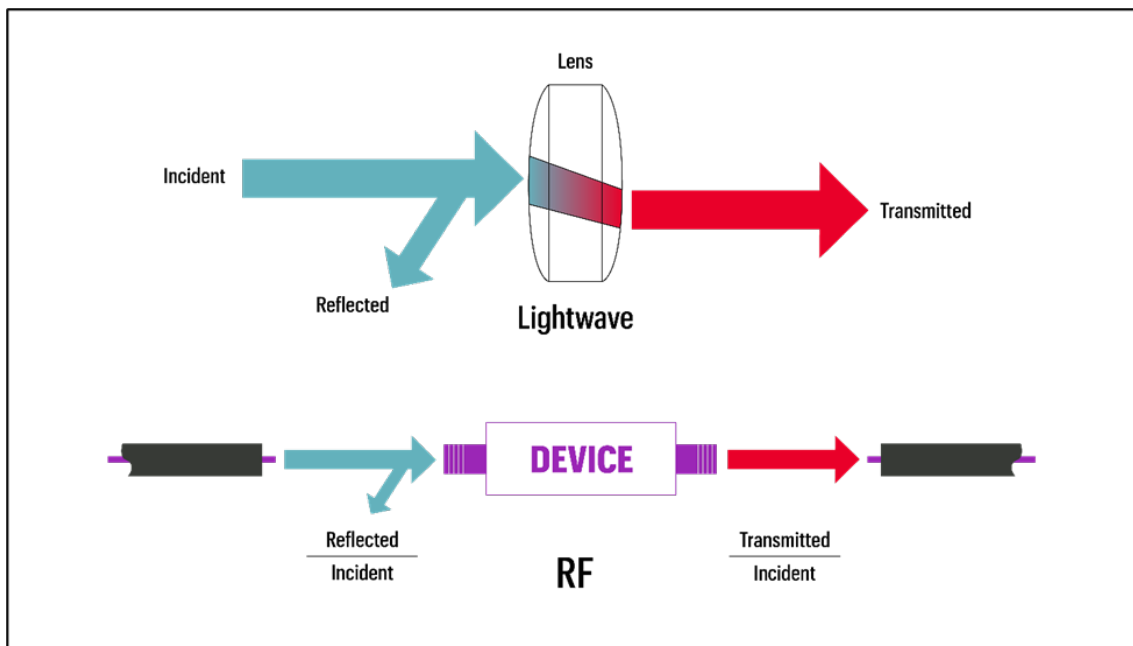 Lens
Incident
Transmitted
Reflected
Lightwave
DEVICE
Reflected
Incident
RF
Transmitted
Incident